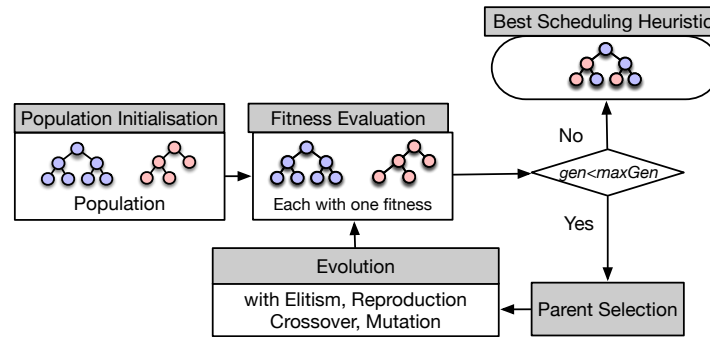 Best Scheduling Heuristic
Population Initialisation
Population
Fitness Evaluation
Each with one fitness
No
gen<maxGen
Yes
Evolution
with Elitism, Reproduction
Crossover, Mutation
Parent Selection